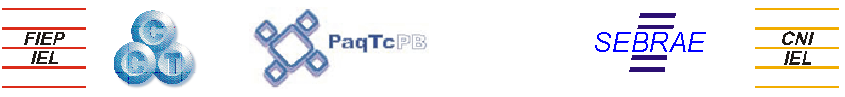 FIEP
IEL
C
C T
PaqTcPB
SEBRAE
CNI
IEL